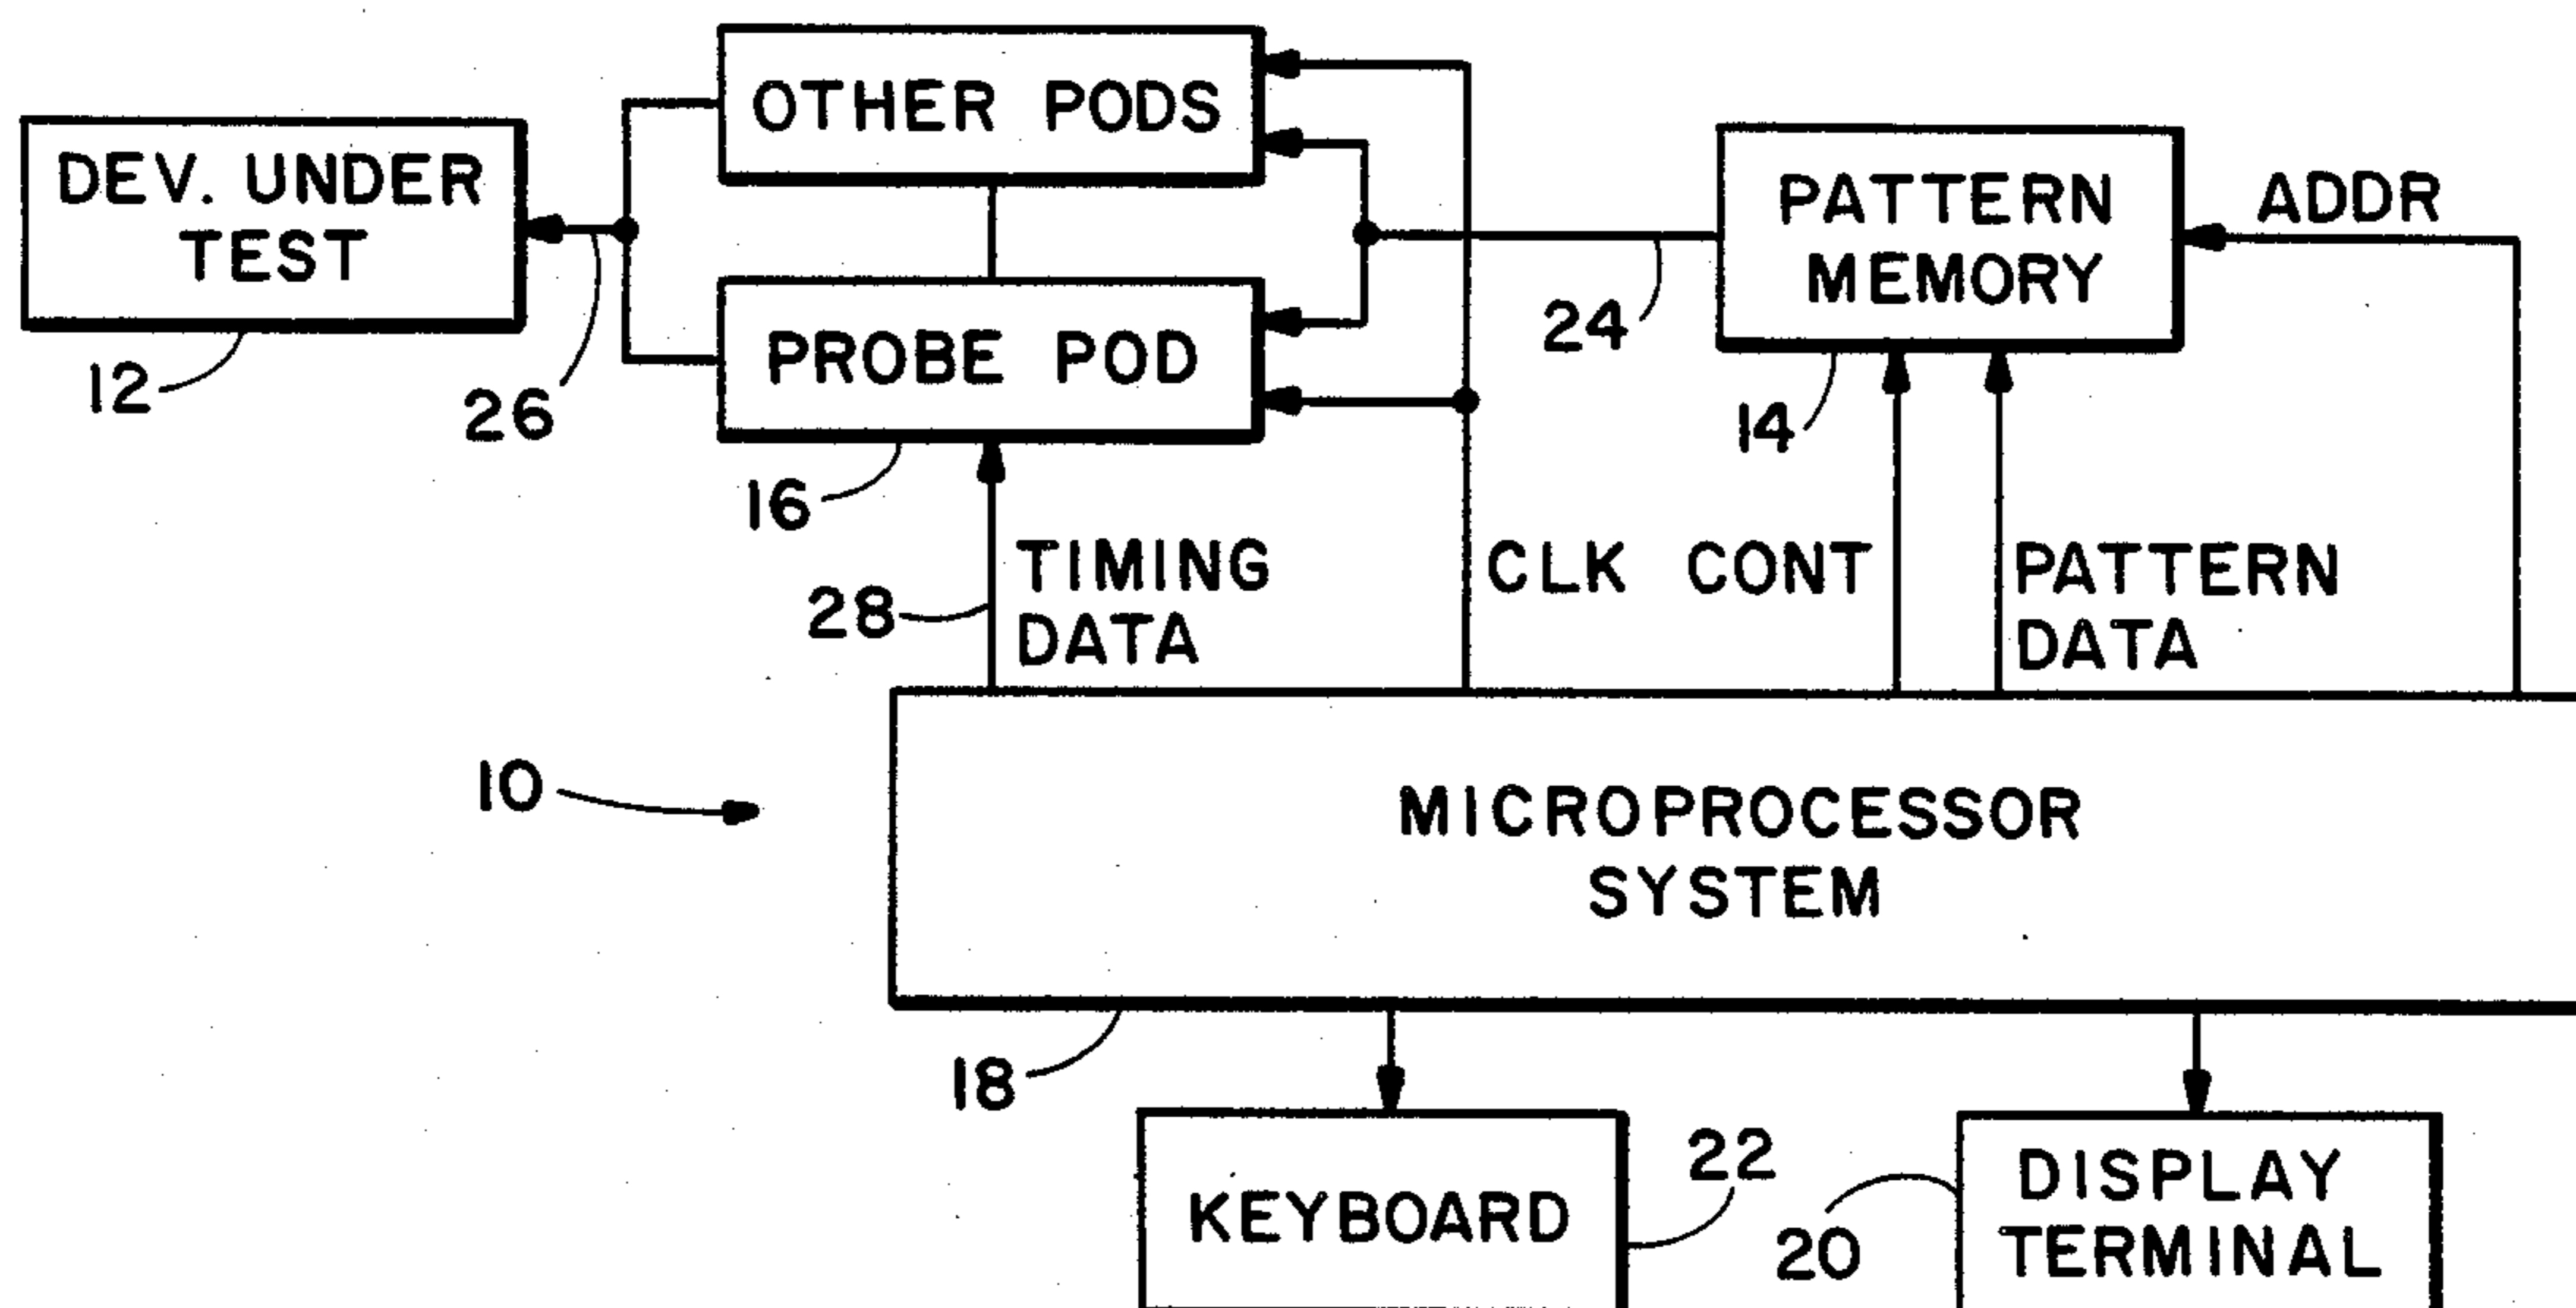 OTHER PODS
DEV. UNDER
TEST
PATTERN
MEMORY
ADDR
PROBE POD
12
26
24
14
16
28
TIMING
DATA
CLK
CONT
PATTERN
DATA
10
MICROPROCESSOR
SYSTEM
18
KEYBOARD
22
20
DISPLAY
TERMINAL